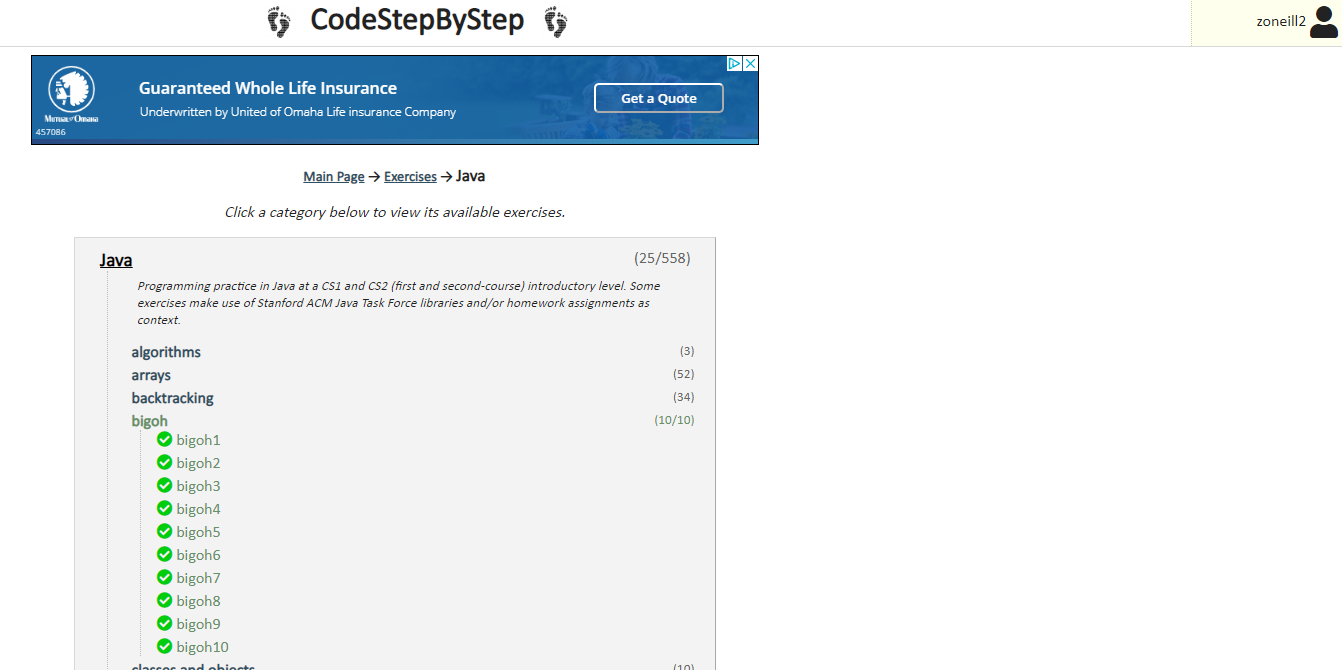 CodeStepByStep
zoneill2
Guaranteed Whole Life Insurance
Underwritten by United of Omaha Life insurance Company
Get a Quote
MUTUAL of OMAHA
457086
Main Page → Exercises → Java
Click a category below to view its available exercises.
Java (25/558)
Programming practice in Java at a CS1 and CS2 (first and second-course) introductory level. Some
exercises make use of Stanford ACM Java Task Force libraries and/or homework assignments as
context.
algorithms (3)
arrays (52)
backtracking (34)
bigoh (10/10)
bigoh1
bigoh2
bigoh3
bigoh4
bigoh5
bigoh6
bigoh7
bigoh8
bigoh9
bigoh10
classes and objects (10)